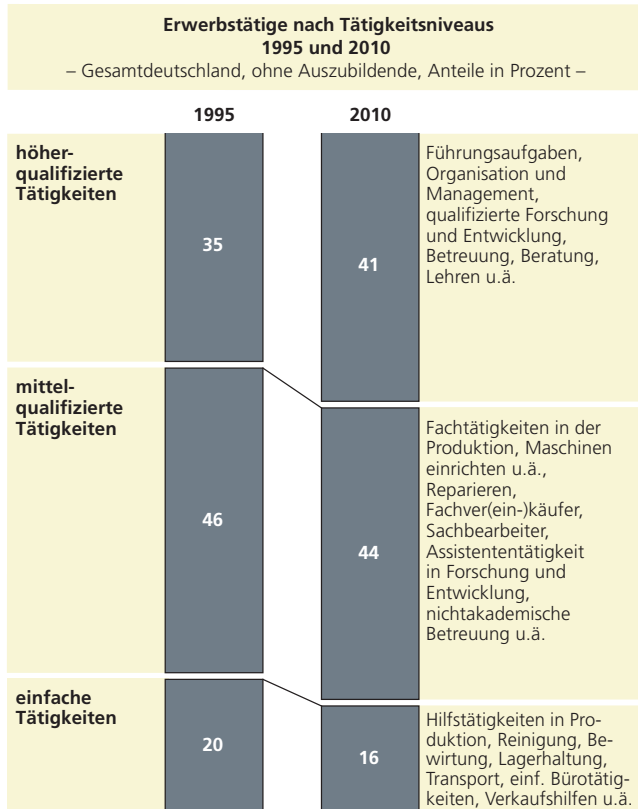 Erwerbstätige nach Tätigkeitsniveaus
1995 und 2010
– Gesamtdeutschland, ohne Auszubildende, Anteile in Prozent –
1995 2010
höher-
qualifizierte
Tätigkeiten
35
41
Führungsaufgaben,
Organisation und
Management,
qualifizierte Forschung
und Entwicklung,
Betreuung, Beratung,
Lehren u.ä.
mittel-
qualifizierte
Tätigkeiten
46
44
Fachtätigkeiten in der
Produktion, Maschinen
einrichten u.ä.,
Reparieren,
Fachver(ein-)käufer,
Sachbearbeiter,
Assistententätigkeit
in Forschung und
Entwicklung,
nichtakademische
Betreuung u.ä.
einfache
Tätigkeiten
20
16
Hilfstätigkeiten in Pro-
duktion, Reinigung, Be-
wirtung, Lagerhaltung,
Transport, einf. Bürotätig-
keiten, Verkaufshilfen u.ä.